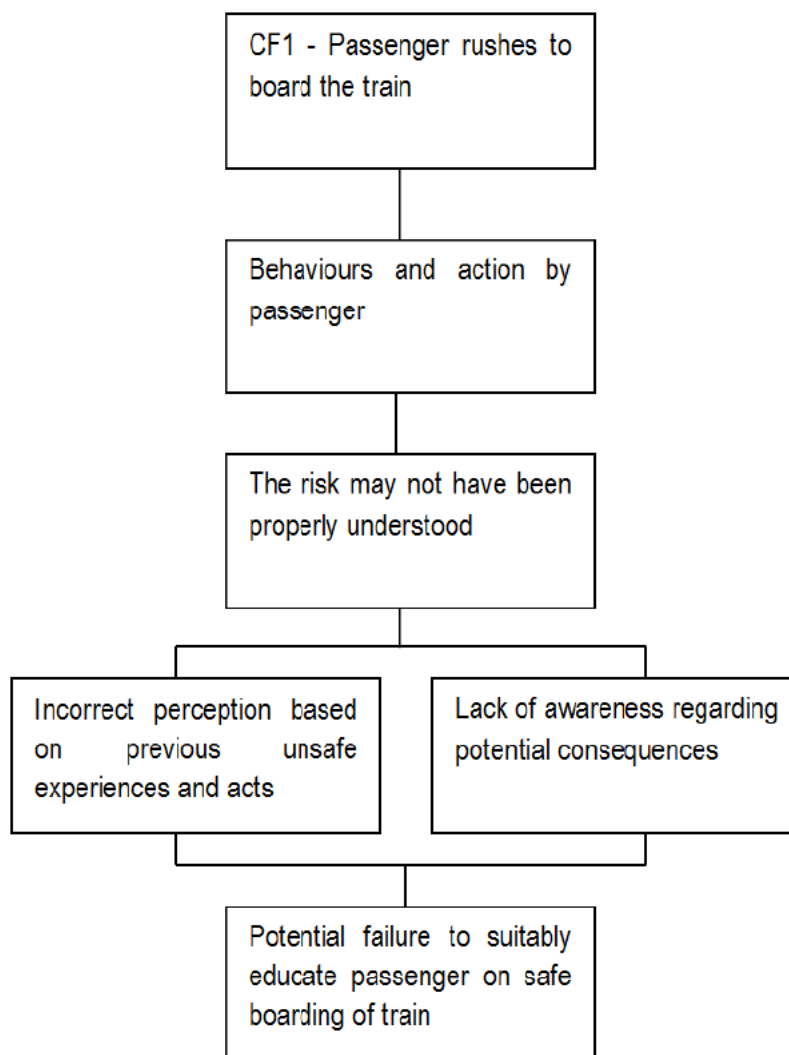 CF1 - Passenger rushes to
board the train
Behaviours and action by
passenger
The risk may not have been
properly understood
Incorrect perception based
on previous unsafe
experiences and acts
Lack of awareness regarding
potential consequences
Potential failure to suitably
educate passenger on safe
boarding of train